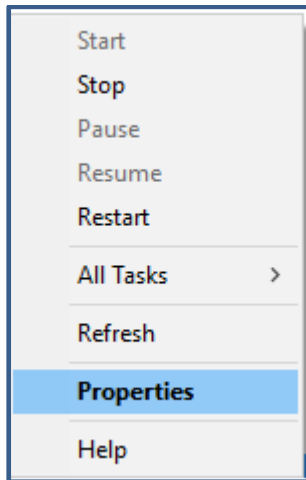 Start
Stop
Pause
Resume
Restart
All Tasks
Refresh
Properties
Help